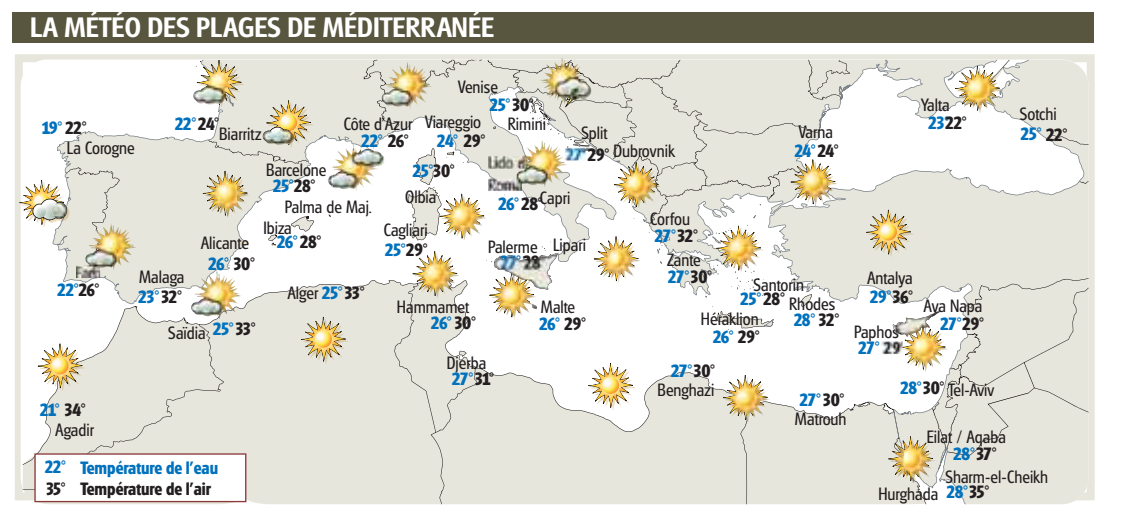 LA MÉTÉO DES PLAGES DE MÉDITERRANÉE
Venise
25° 30°
Rimini
Yalta
23 22°
Sotchi
25° 22°
19° 22°
La Corogne
22° 24°
Biarritz
Côte d'Azur
22° 26°
Viareggio
24° 29°
Split
27° 29°
Dubrovnik
Varna
24° 24°
Barcelone
25° 28°
25° 30°
Olbia
Lido
26° 28°
Capri
Palma de Maj.
Ibiza
26° 28°
Cagliari
25° 29°
Corfou
27° 32°
Alicante
26° 30°
Palerme
27° 28°
Lipari
Zante
27° 30°
Faro
22° 26°
Malaga
23° 32°
Alger 25° 33°
Santorin
25° 28°
Rhodes
28° 32°
Antalya
29° 36°
Saïdia
25° 33°
Hammamet
26° 30°
Malte
26° 29°
Héraklion
26° 29°
Aya Napa
27° 29°
Paphos
27° 29
Djerba
27° 31°
27° 30°
Benghazi
27° 30°
Matrouh
28° 30°
Tel-Aviv
21° 34°
Agadir
Eilat / Aqaba
28° 37°
Sharm-el-Cheikh
Hurghada 28° 35°
22° Température de l'eau
35° Température de l'air